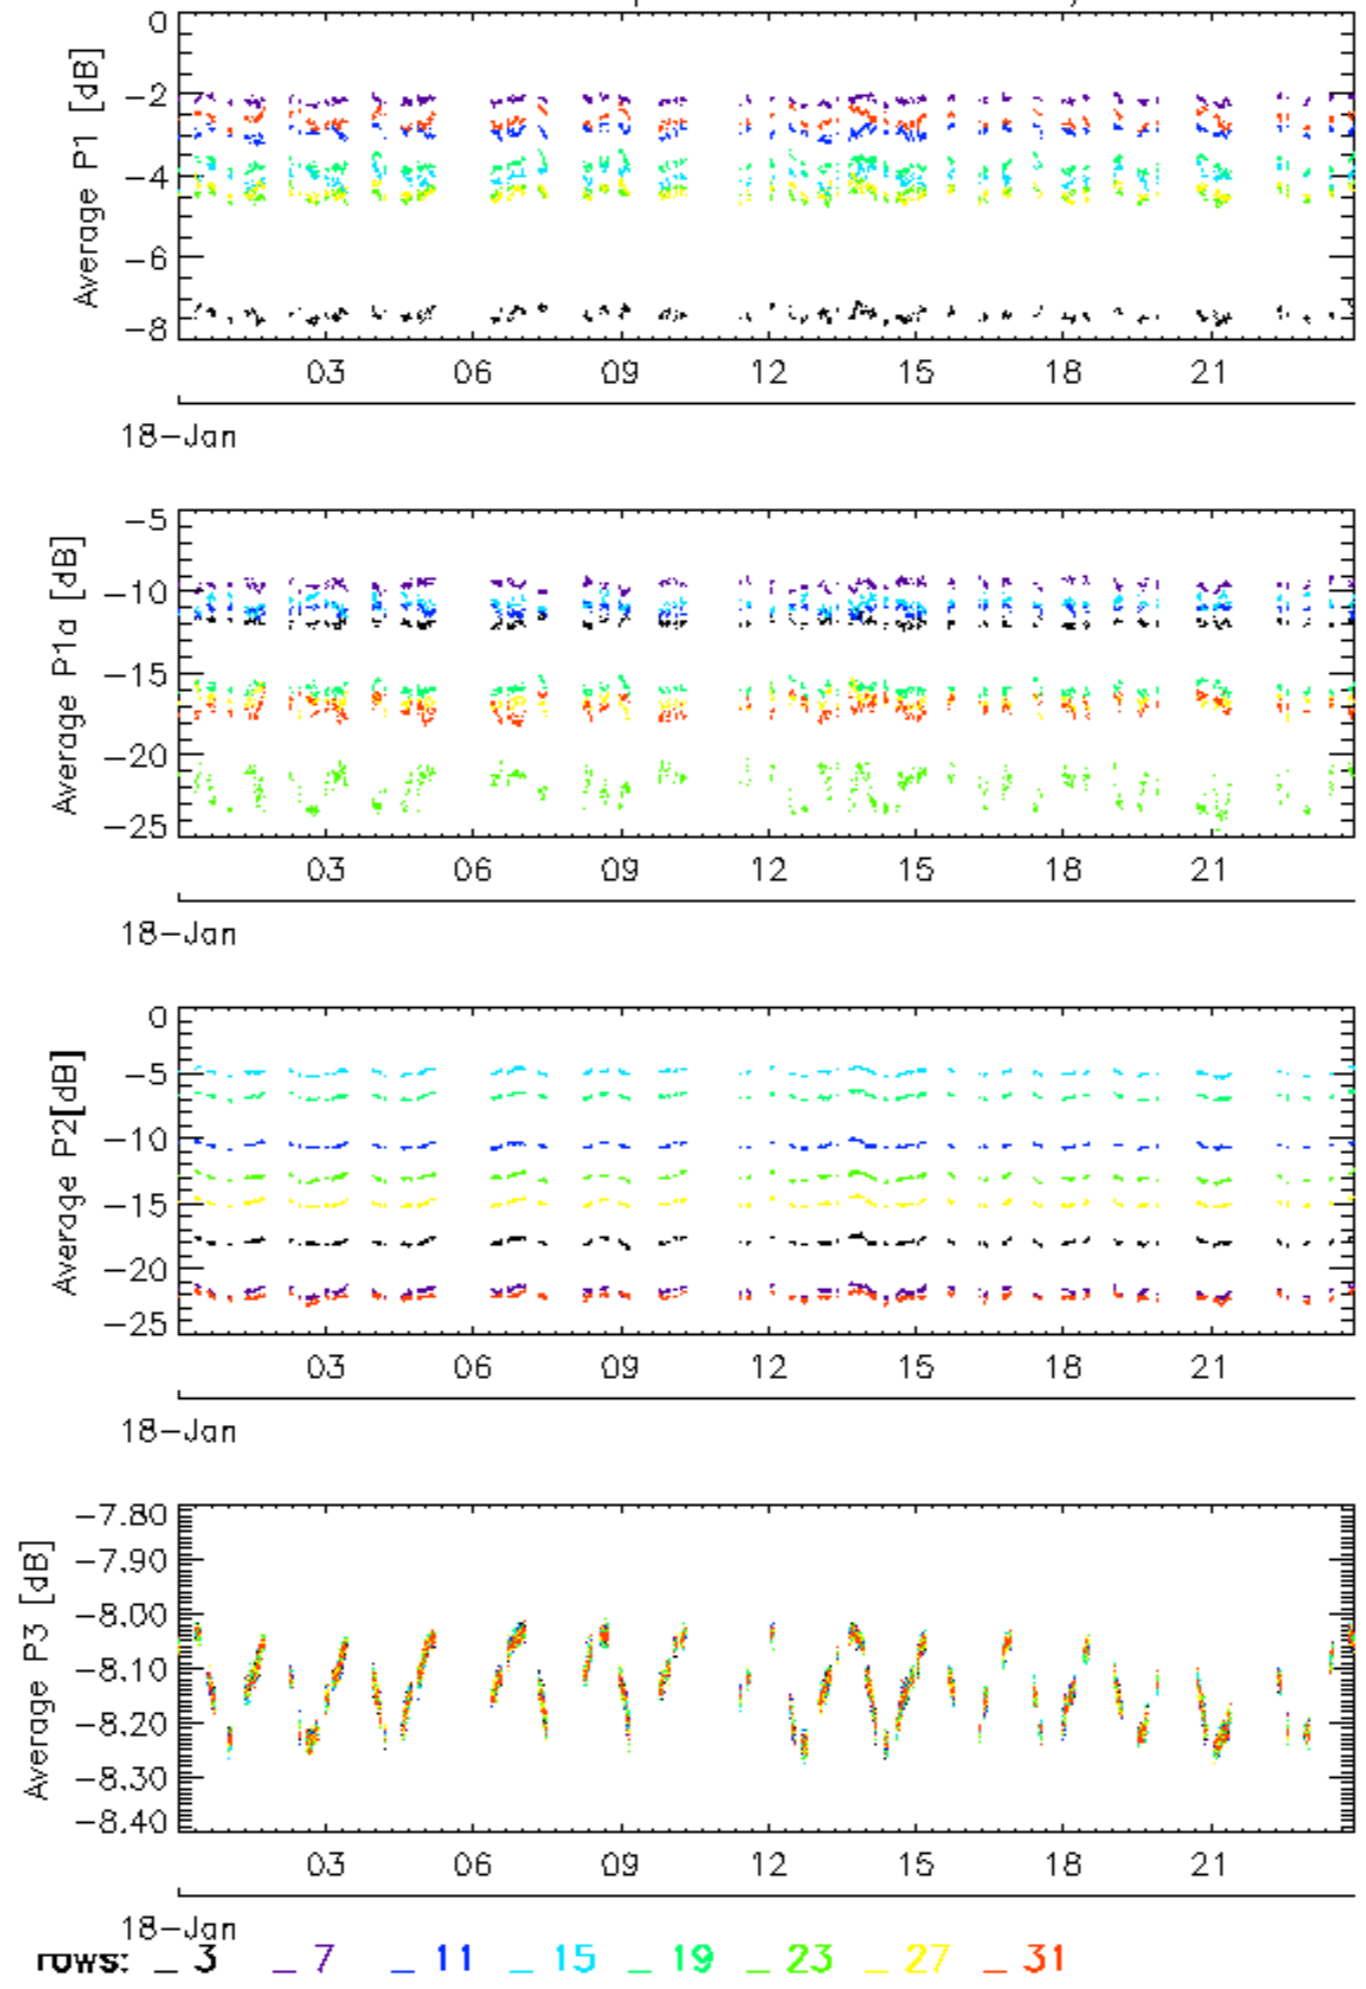 0
−2
−4
−6
−8
Average P1 [dB]
03 06 09 12 15 18 21
18−Jan
−5
−10
−15
−20
−25
Average P1a [dB]
03 06 09 12 15 18 21
18−Jan
0
−5
−10
−15
−20
−25
Average P2[dB]
03 06 09 12 15 18 21
18−Jan
−7.80
−7.90
−8.00
−8.10
−8.20
−8.30
−8.40
Average P3 [dB]
03 06 09 12 15 18 21
18−Jan
rows: _ 3 _ 7 _ 11 _ 15 _ 19 _ 23 _ 27 _ 31